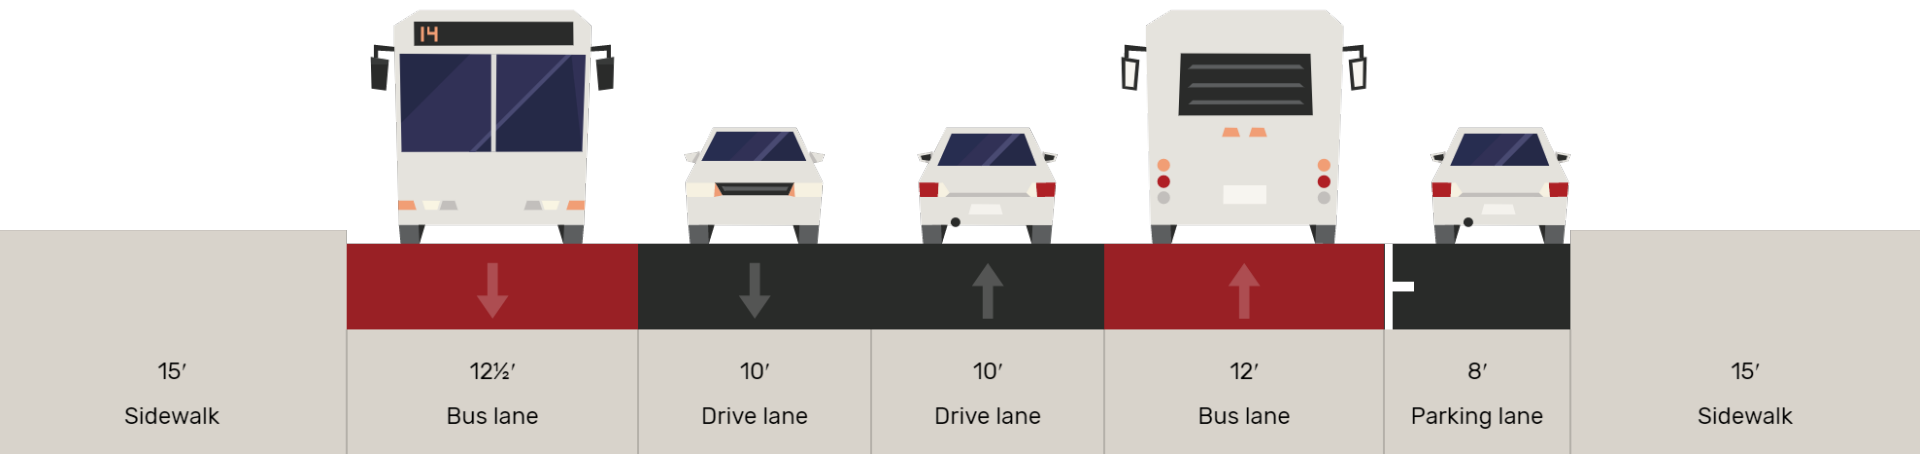 14
15′ 12½′ 10′ 10′ 12′ 8′ 15′
Sidewalk Bus lane Drive lane Drive lane Bus lane Parking lane Sidewalk